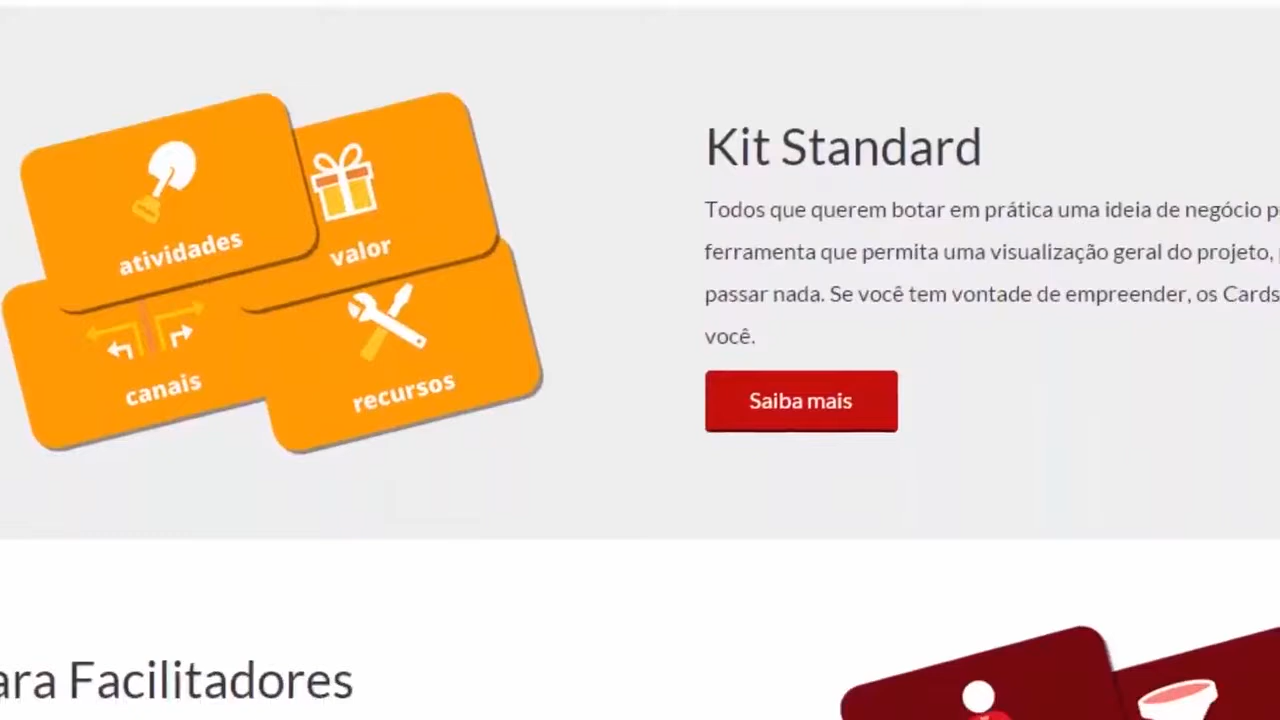 atividades
valor
canais
recursos
Kit Standard
Todos que querem botar em prática uma ideia de negócio
ferramenta que permita uma visualização geral do projeto,
passar nada. Se você tem vontade de empreender, os Cards
você.
Saiba mais
ara Facilitadores